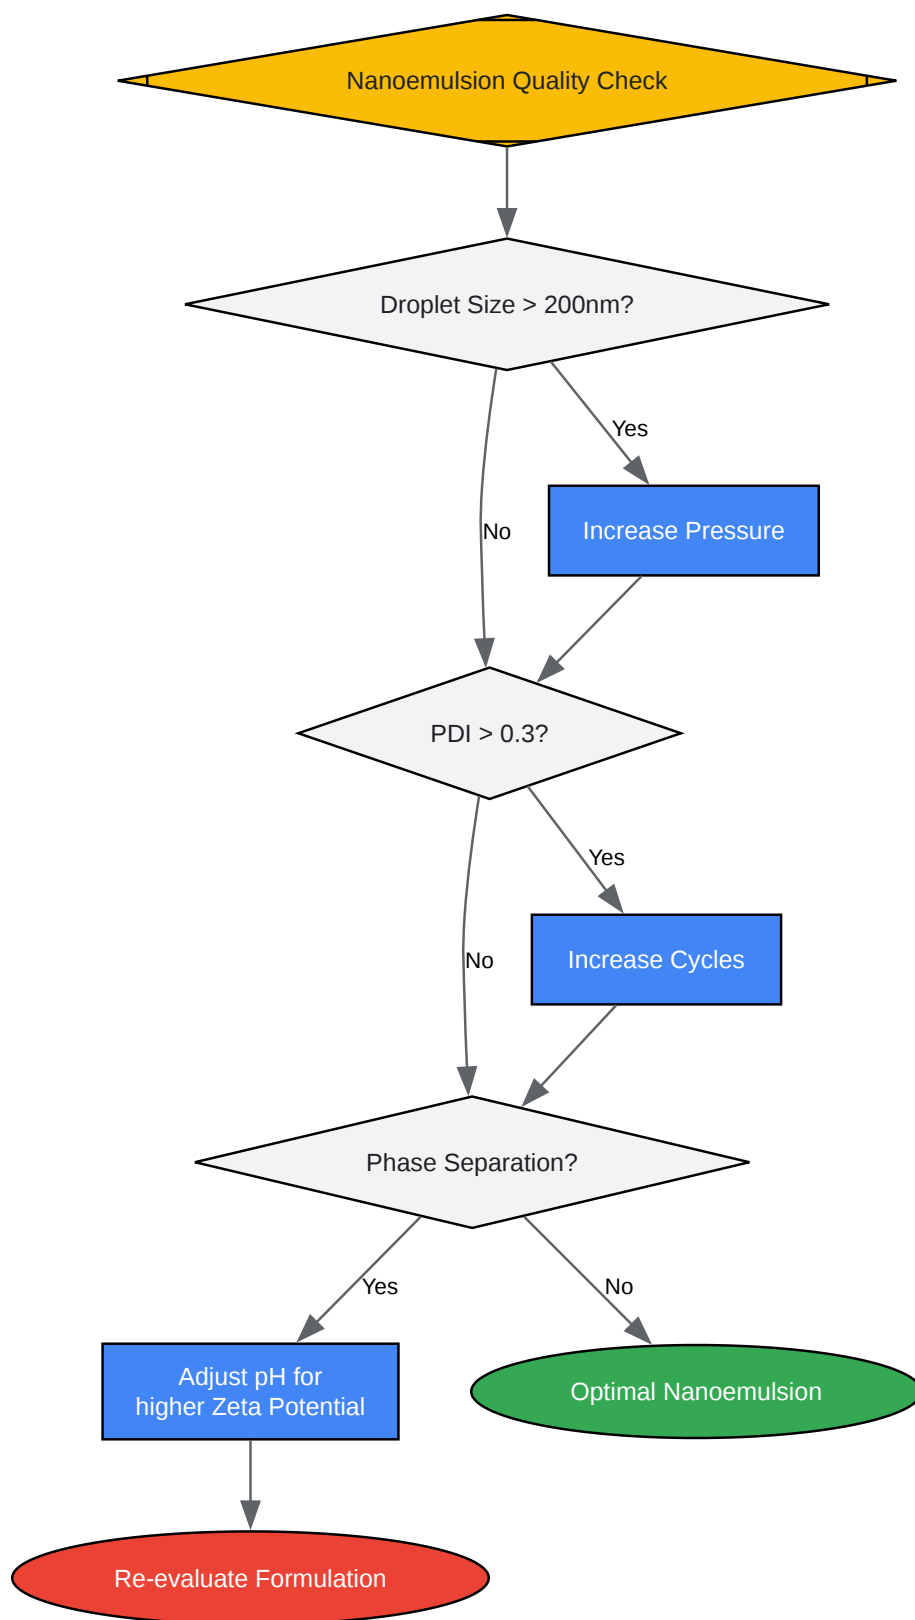 Nanoemulsion Quality Check
Droplet Size > 200nm?
Yes
No
Increase Pressure
PDI > 0.3?
Yes
No
Increase Cycles
Phase Separation?
Yes
No
Adjust pH for
higher Zeta Potential
Optimal Nanoemulsion
Re-evaluate Formulation